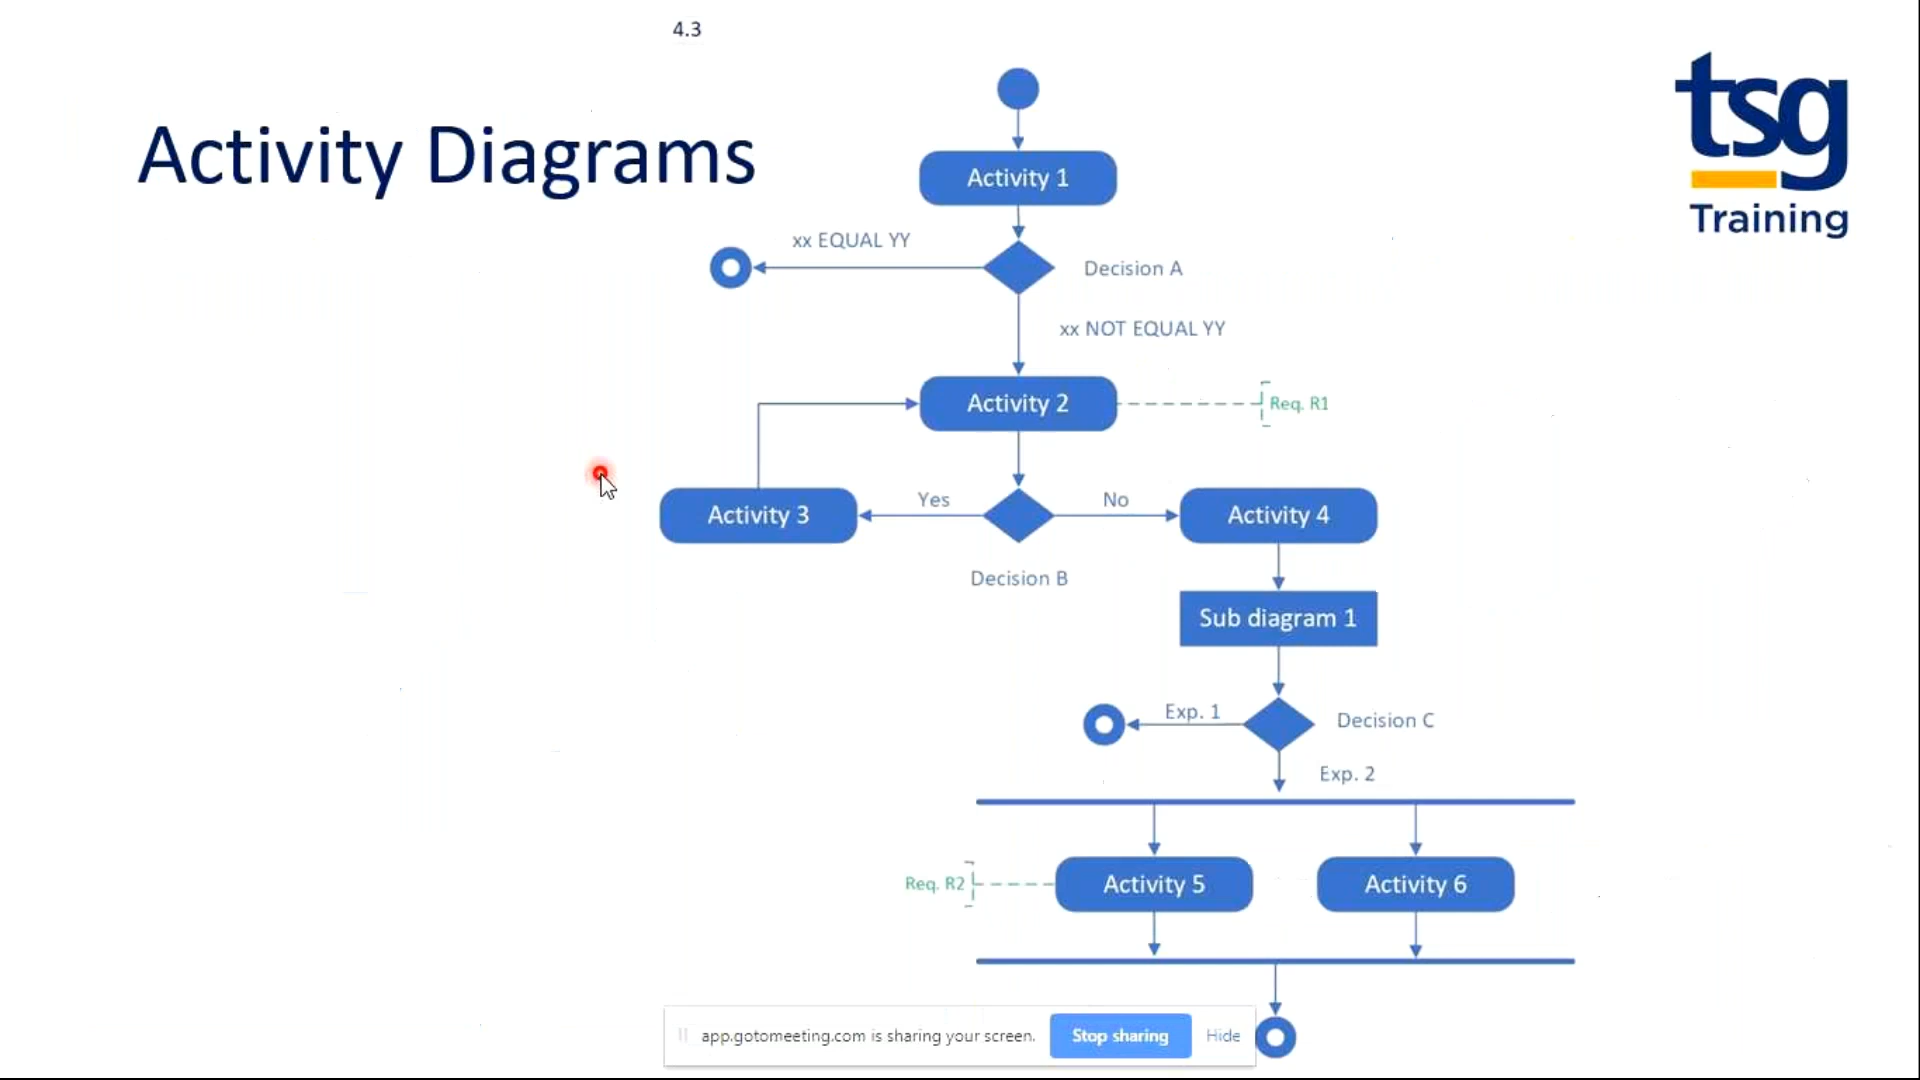 4.3
Activity Diagrams
tsg
Training
Activity 1
xx EQUAL YY
Decision A
xx NOT EQUAL YY
Activity 2
Req. R1
Activity 3
Yes
No
Activity 4
Decision B
Sub diagram 1
Exp. 1
Decision C
Exp. 2
Req. R2
Activity 5
Activity 6
app.gotomeeting.com is sharing your screen.
Stop sharing
Hide